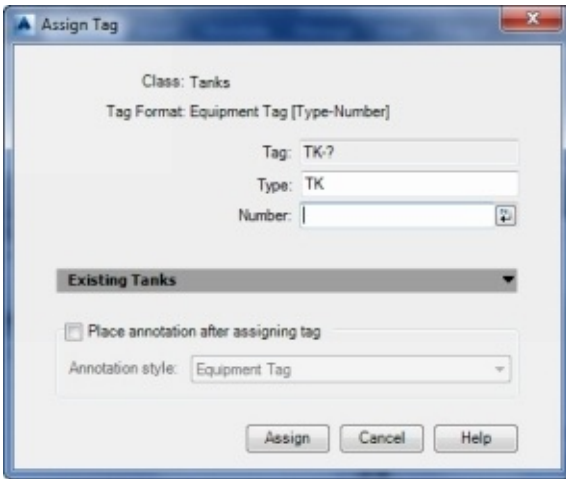 Assign Tag
Class: Tanks
Tag Format: Equipment Tag [Type-Number]
Tag: TK-?
Type: TK
Number:
Existing Tanks
Place annotation after assigning tag
Annotation style: Equipment Tag
Assign Cancel Help